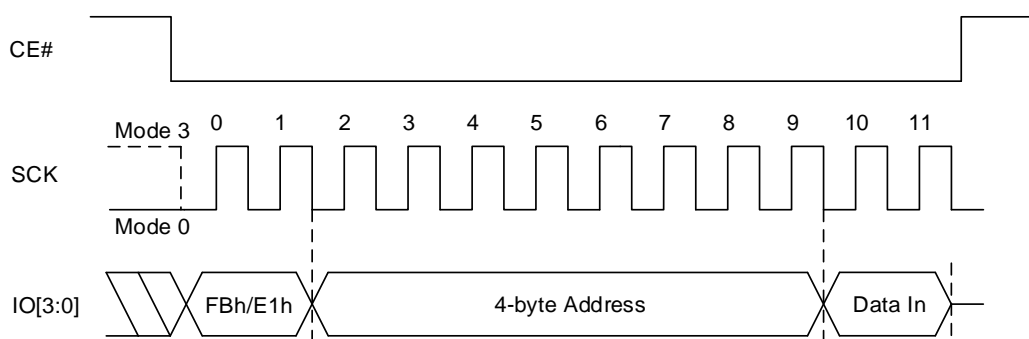 CE#
Mode 3 0 1 2 3 4 5 6 7 8 9 10 11
SCK
Mode 0
IO[3:0] FBh/E1h 4-byte Address Data In